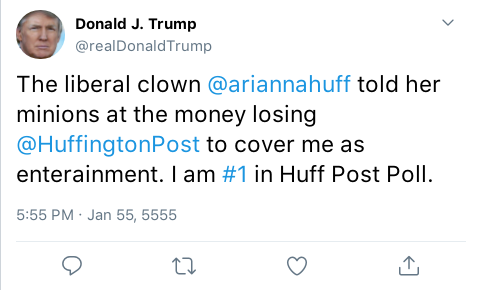 Donald J. Trump
@realDonaldTrump
The liberal clown @ariannahuff told her
minions at the money losing
@HuffingtonPost to cover me as
enterainment. I am #1 in Huff Post Poll.
5:55 PM · Jan 55, 5555